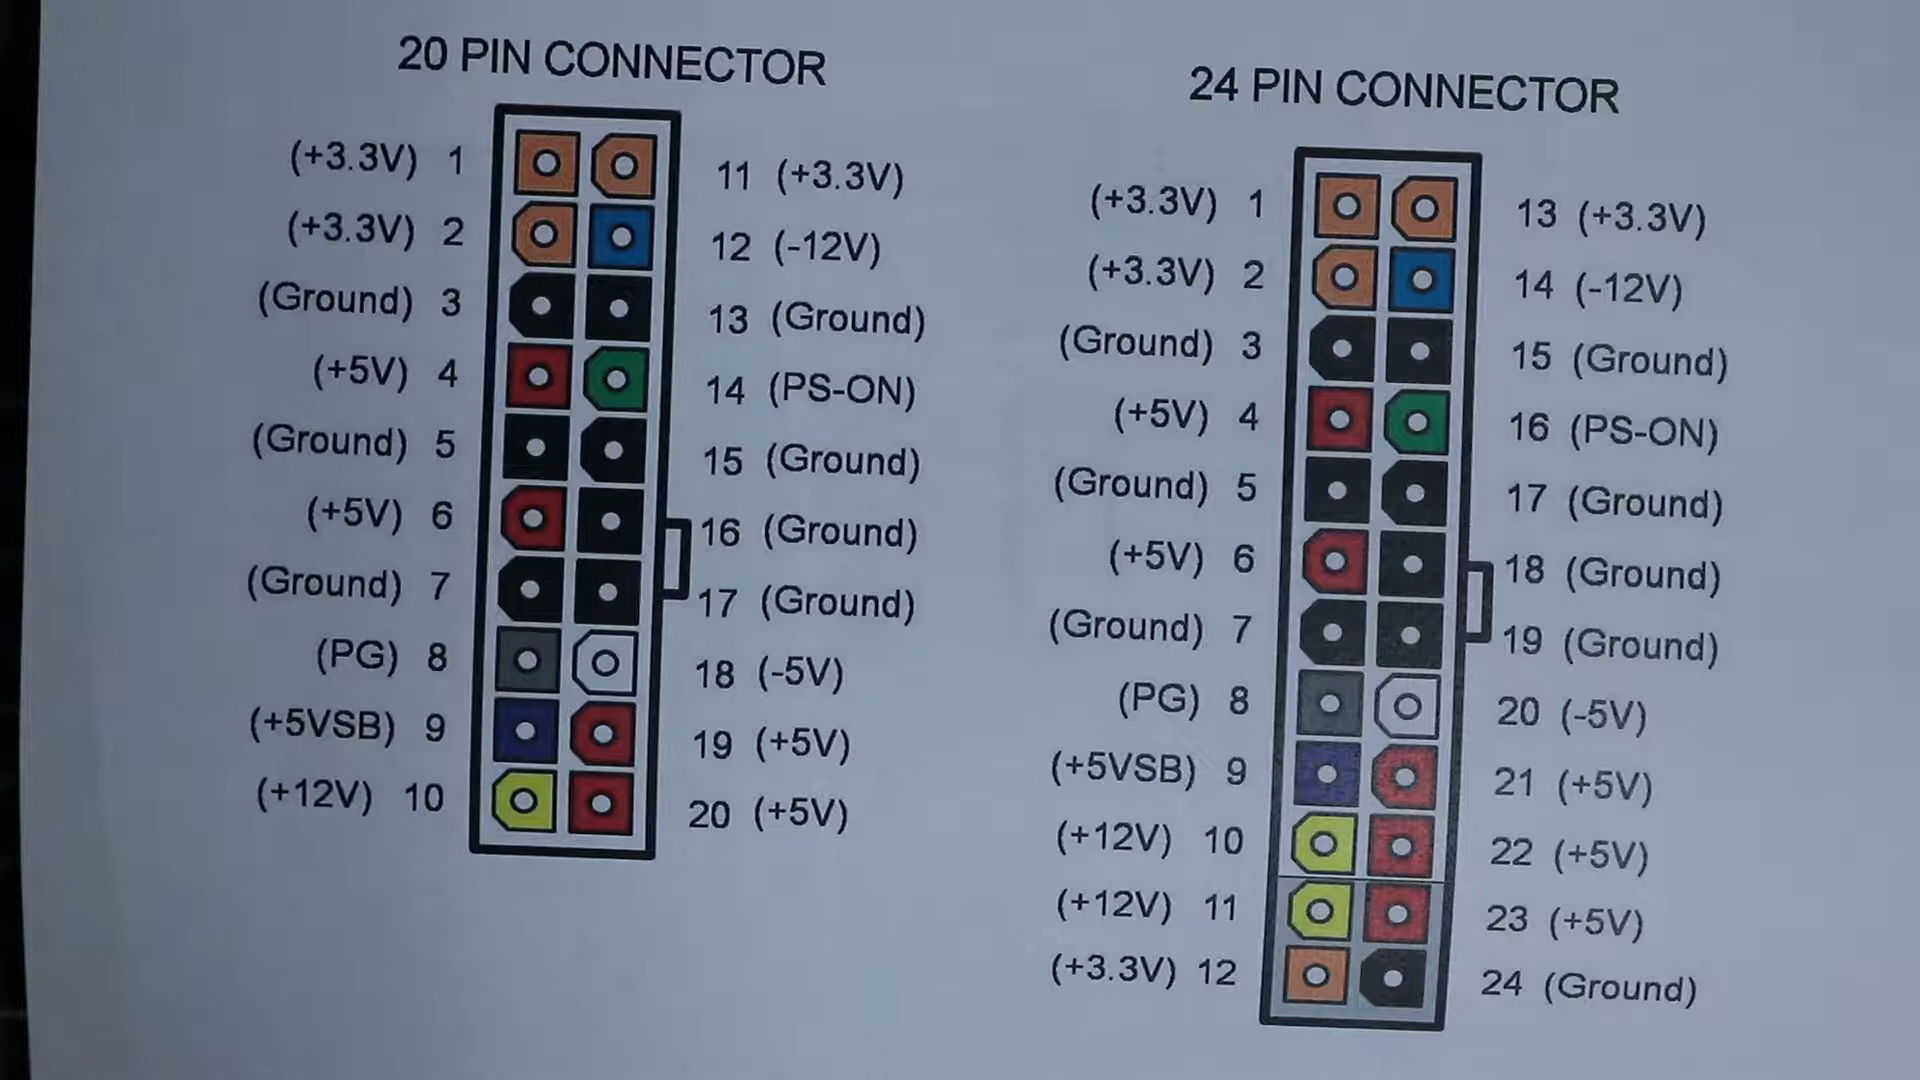 20 PIN CONNECTOR
(+3.3V) 1
11 (+3.3V)
(+3.3V) 2
12 (-12V)
(Ground) 3
13 (Ground)
(+5V) 4
14 (PS-ON)
(Ground) 5
15 (Ground)
(+5V) 6
16 (Ground)
(Ground) 7
17 (Ground)
(PG) 8
18 (-5V)
(+5VSB) 9
19 (+5V)
(+12V) 10
20 (+5V)
24 PIN CONNECTOR
(+3.3V) 1
13 (+3.3V)
(+3.3V) 2
14 (-12V)
(Ground) 3
15 (Ground)
(+5V) 4
16 (PS-ON)
(Ground) 5
17 (Ground)
(+5V) 6
18 (Ground)
(Ground) 7
19 (Ground)
(PG) 8
20 (-5V)
(+5VSB) 9
21 (+5V)
(+12V) 10
22 (+5V)
(+12V) 11
23 (+5V)
(+3.3V) 12
24 (Ground)